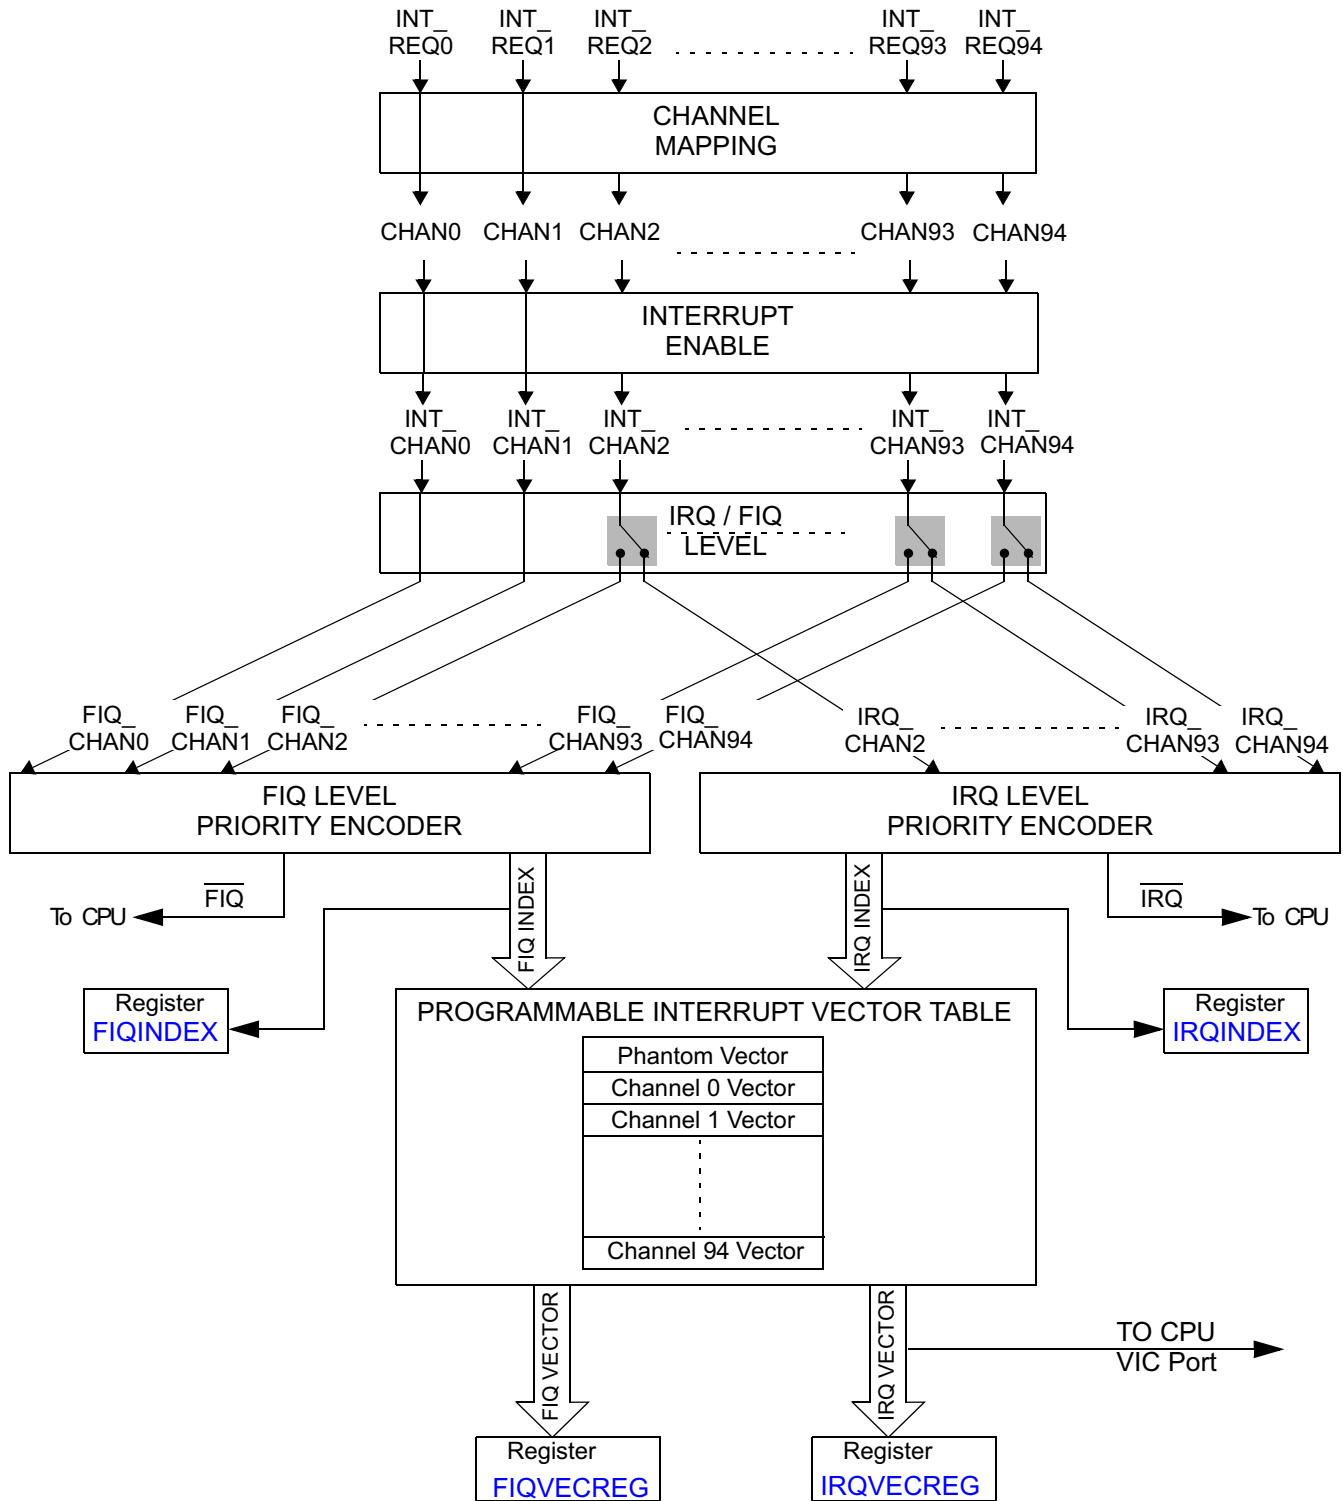 INT_ INT_ INT_ INT_ INT_
REQ0 REQ1 REQ2 REQ93 REQ94
CHANNEL
MAPPING
CHAN0 CHAN1 CHAN2 CHAN93 CHAN94
INTERRUPT
ENABLE
INT_ INT_ INT_ INT_ INT_
CHAN0 CHAN1 CHAN2 CHAN93 CHAN94
IRQ / FIQ
LEVEL
FIQ_ FIQ_ FIQ_ FIQ_ FIQ_ IRQ_ IRQ_ IRQ_
CHAN0 CHAN1 CHAN2 CHAN93 CHAN94 CHAN2 CHAN93 CHAN94
FIQ LEVEL
PRIORITY ENCODER
IRQ LEVEL
PRIORITY ENCODER
To CPU
FIQ
FIQ INDEX
IRQ INDEX
IRQ
To CPU
Register
FIQINDEX
PROGRAMMABLE INTERRUPT VECTOR TABLE
Phantom Vector
Channel 0 Vector
Channel 1 Vector
Channel 94 Vector
Register
IRQINDEX
FIQ VECTOR
IRQ VECTOR
TO CPU
VIC Port
Register
FIQVECREG
Register
IRQVECREG